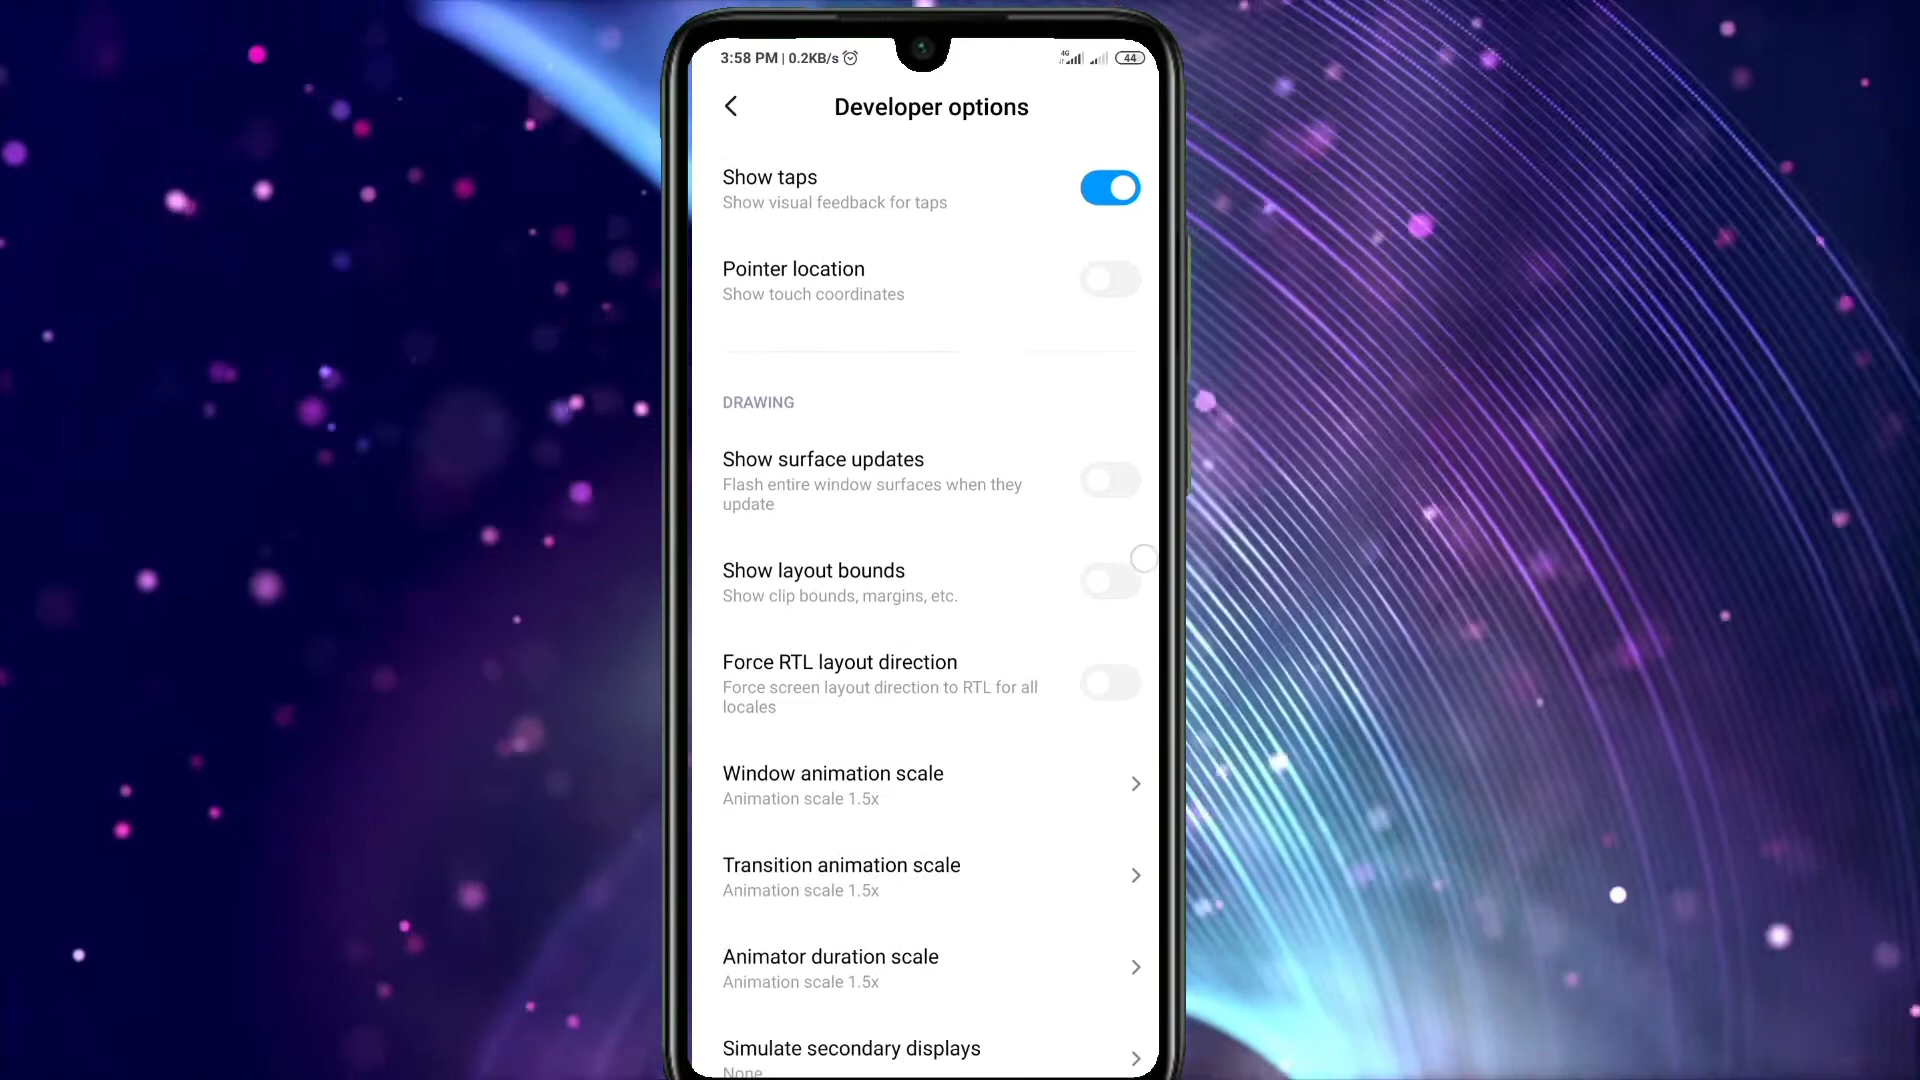 3:58 PM | 0.2KB/s
4G
44
Developer options
Show taps
Show visual feedback for taps
Pointer location
Show touch coordinates
DRAWING
Show surface updates
Flash entire window surfaces when they
update
Show layout bounds
Show clip bounds, margins, etc.
Force RTL layout direction
Force screen layout direction to RTL for all
locales
Window animation scale
Animation scale 1.5x
Transition animation scale
Animation scale 1.5x
Animator duration scale
Animation scale 1.5x
Simulate secondary displays
None